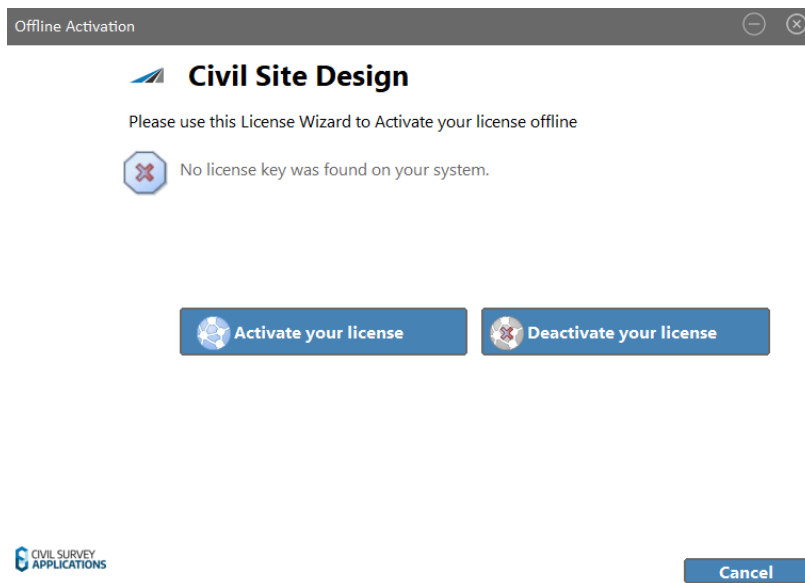 Offline Activation
Civil Site Design
Please use this License Wizard to Activate your license offline
No license key was found on your system.
Activate your license
Deactivate your license
CIVIL SURVEY
APPLICATIONS
Cancel